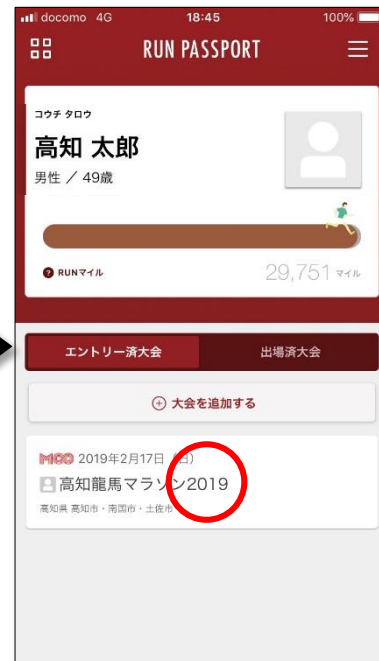 docomo 4G 18:45 100%
RUN PASSPORT
コウチ タロウ
高知 太郎
男性 ／ 49歳
? RUNマイル 29,751 マイル
エントリー済大会 出場済大会
大会を追加する
2019年2月17日（日）
高知龍馬マラソン2019
高知県 高知市・南国市・土佐市